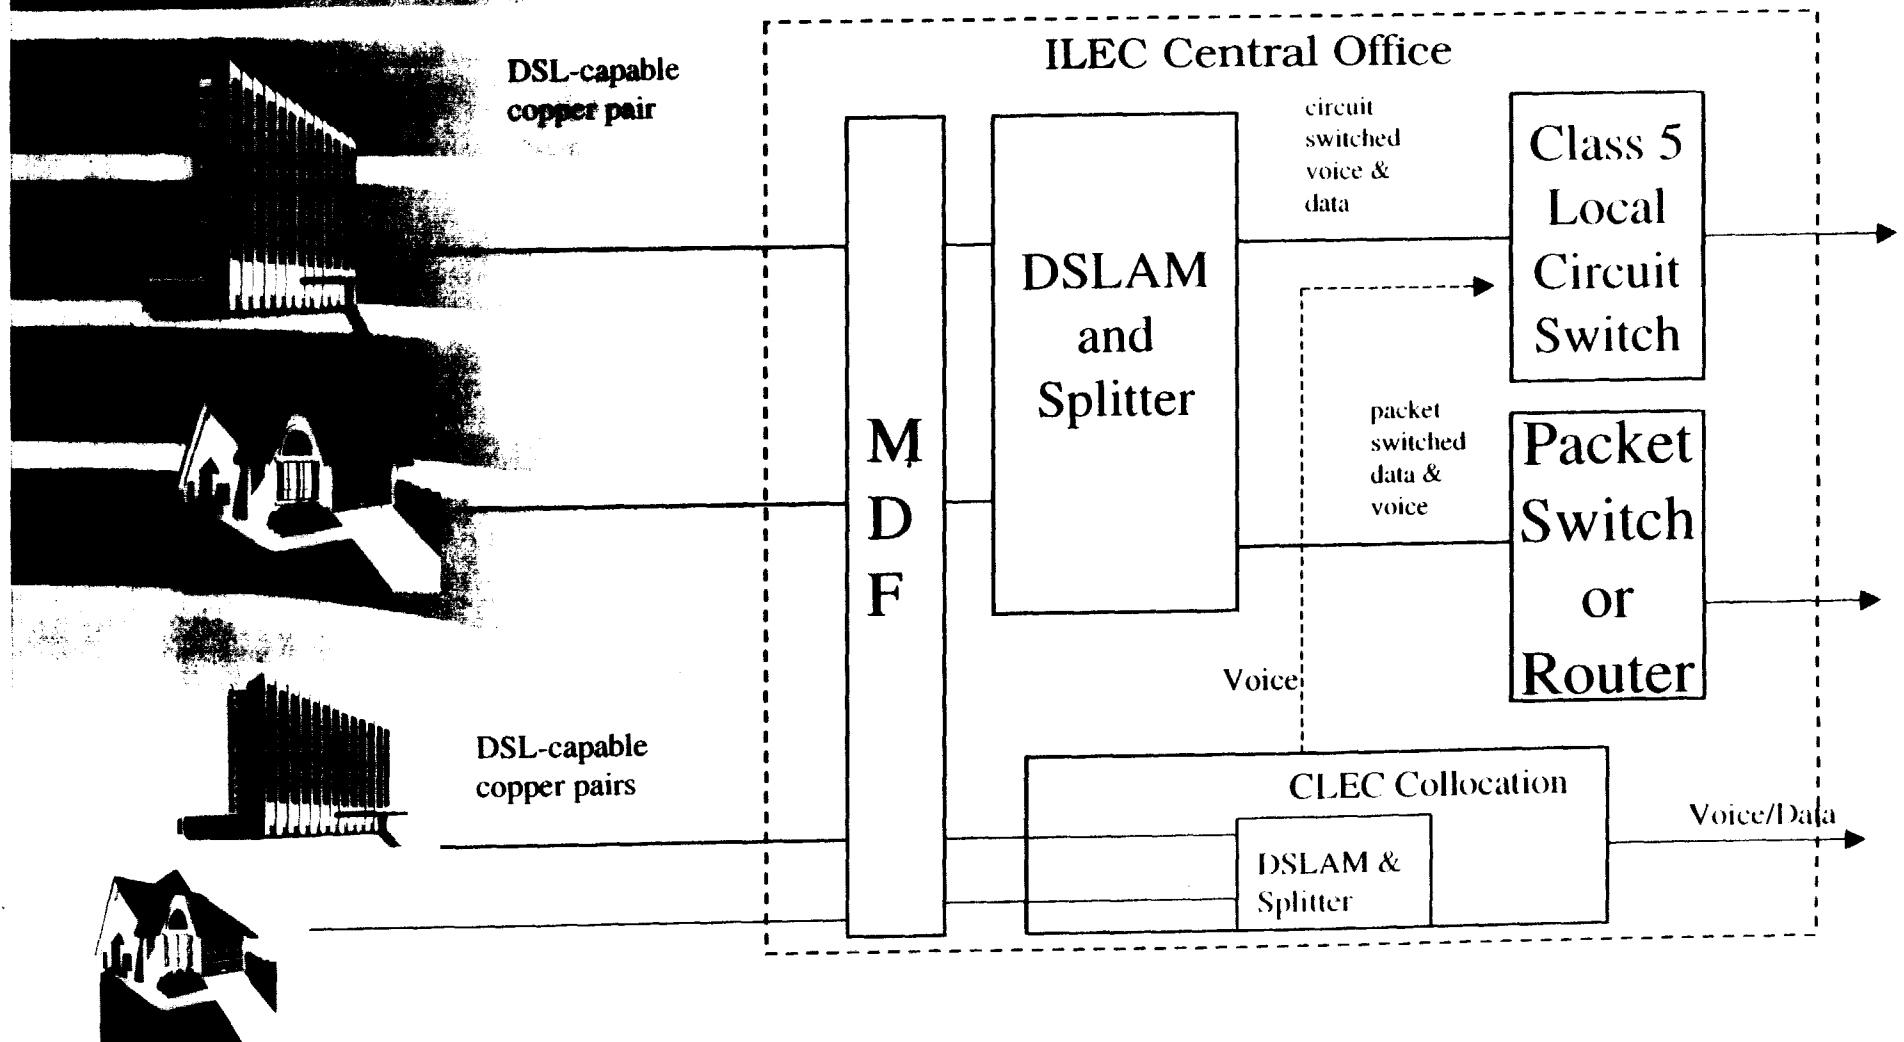 ILEC Central Office
DSL-capable
copper pair
circuit
switched
voice &
data
Class 5
Local
Circuit
Switch
DSLAM
and
Splitter
M
D
F
packet
switched
data &
voice
Packet
Switch
or
Router
Voice
DSL-capable
copper pairs
CLEC Collocation
Voice/Data
DSLAM &
Splitter